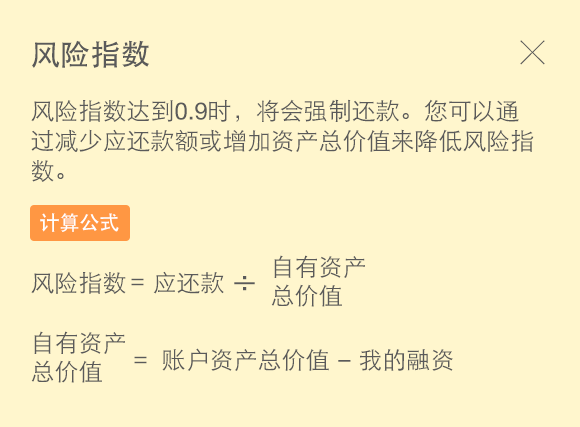 风险指数
风险指数达到0.9时，将会强制还款。您可以通
过减少应还款额或增加资产总价值来降低风险指
数。
计算公式
风险指数 = 应还款 ÷ 自有资产
总价值
自有资产
总价值 = 账户资产总价值 – 我的融资